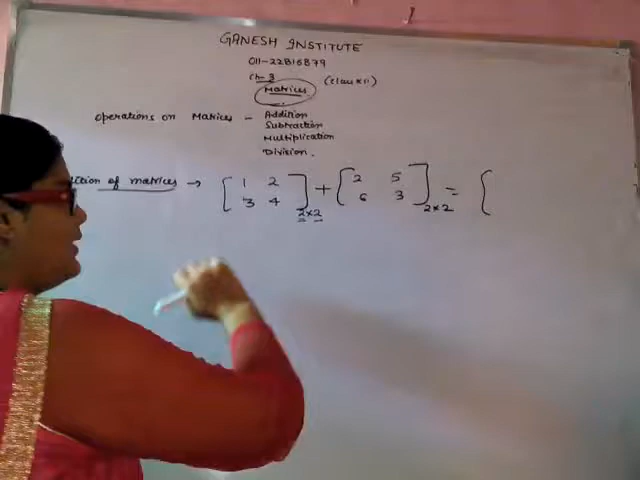 GANESH INSTITUTE
011-22816879
Ch-3 (Class XII)
Matrices
Operations on Matrices - Addition
Subtraction
Multiplication
Division.
of matrices → [ 1 2 ] + [ 2 5 ] = [
3 4 6 3
2×2 2×2